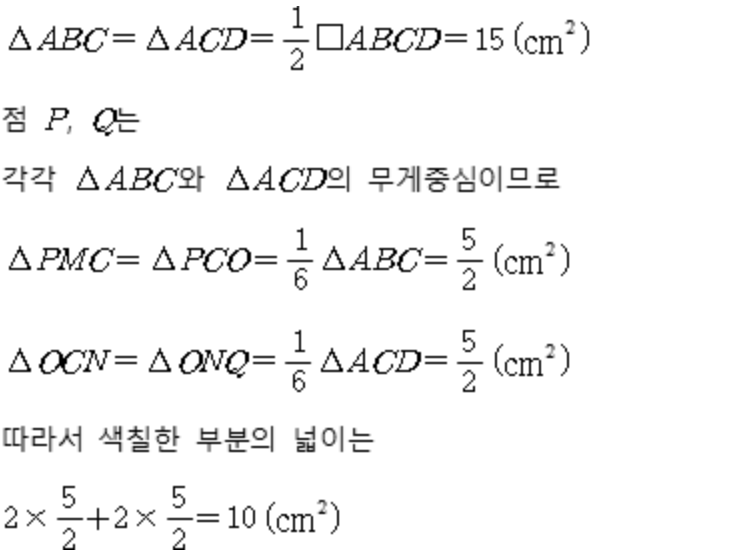 △ABC=△ACD=1/2□ABCD=15(cm²)
점 P, Q는
각각 △ABC와 △ACD의 무게중심이므로
△PMC=△PCO=1/6△ABC=5/2(cm²)
△OCN=△ONQ=1/6△ACD=5/2(cm²)
따라서 색칠한 부분의 넓이는
2×5/2+2×5/2=10(cm²)